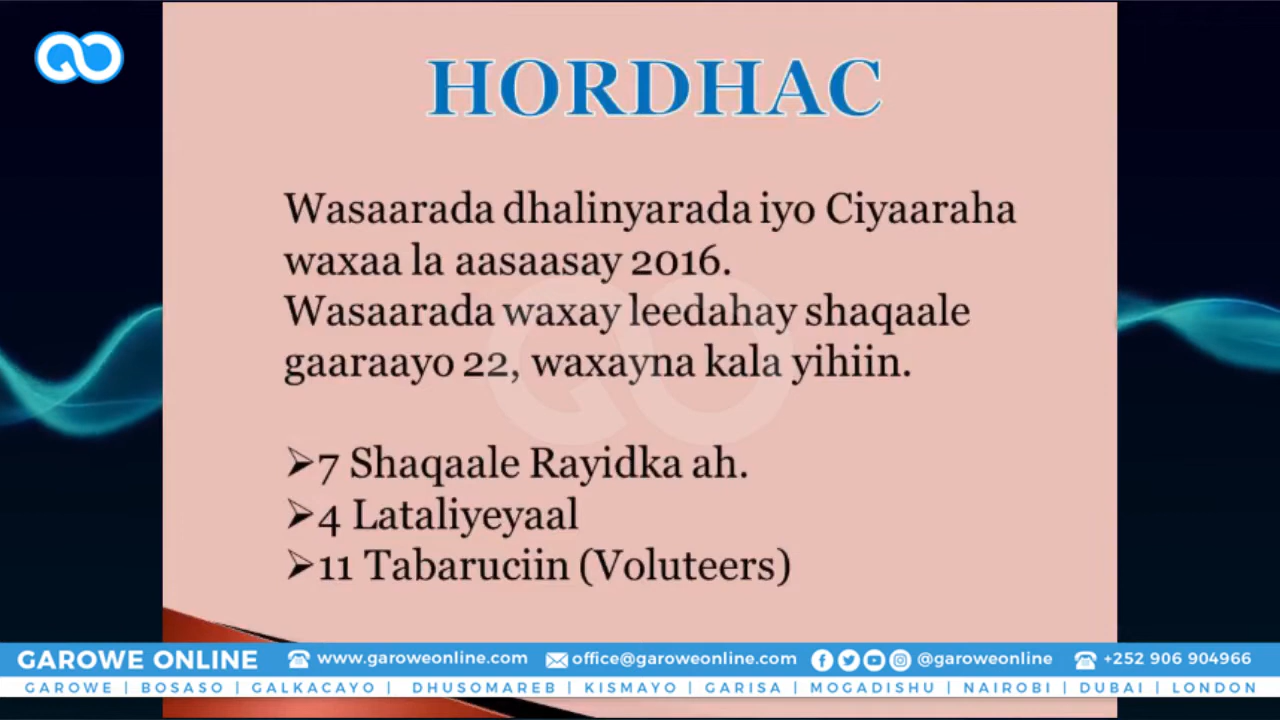 HORDHAC
Wasaarada dhalinyarada iyo Ciyaaraha
waxaa la aasaasay 2016.
Wasaarada waxay leedahay shaqaale
gaaraayo 22, waxayna kala yihiin.
➢7 Shaqaale Rayidka ah.
➢4 Lataliyeyaal
➢11 Tabaruciin (Voluteers)
GAROWE ONLINE www.garoweonline.com office@garoweonline.com @garoweonline +252 906 904966
GAROWE | BOSASO | GALKACAYO | DHUSOMAREB | KISMAYO | GARISA | MOGADISHU | NAIROBI | DUBAI | LONDON